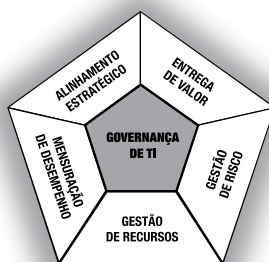 ALINHAMENTO
ESTRATÉGICO
ENTREGA
DE VALOR
GOVERNANÇA
DE TI
MENSURAÇÃO
DE DESEMPENHO
GESTÃO
DE RISCO
GESTÃO
DE RECURSOS